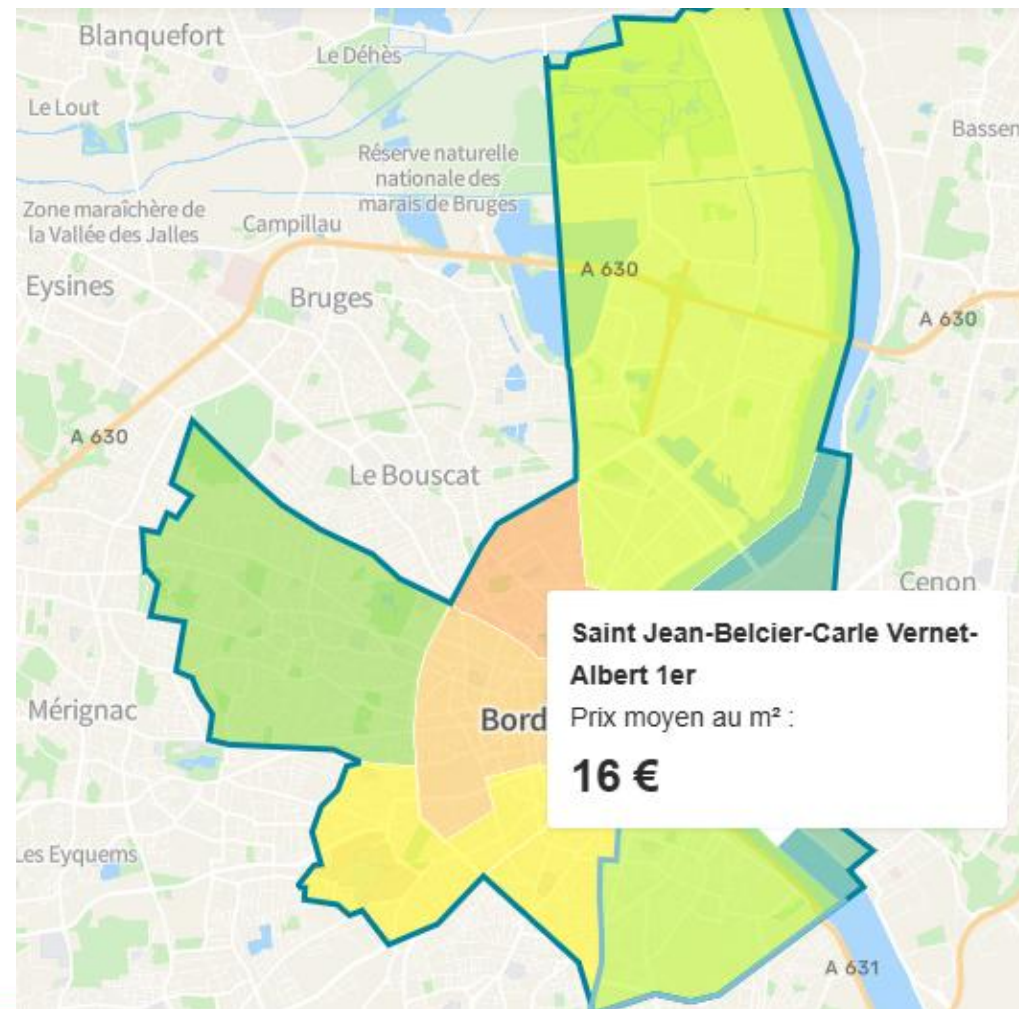 Blanquefort
Le Déhès
Le Lout
Bassen
Réserve naturelle
nationale des
marais de Bruges
Zone maraîchère de
la Vallée des Jalles
Campillau
A 630
Eysines
Bruges
A 630
A 630
Le Bouscat
Cenon
Saint Jean-Belcier-Carle Vernet-
Albert 1er
Mérignac
Bord
Prix moyen au m² :
16 €
Les Eyquems
A 631